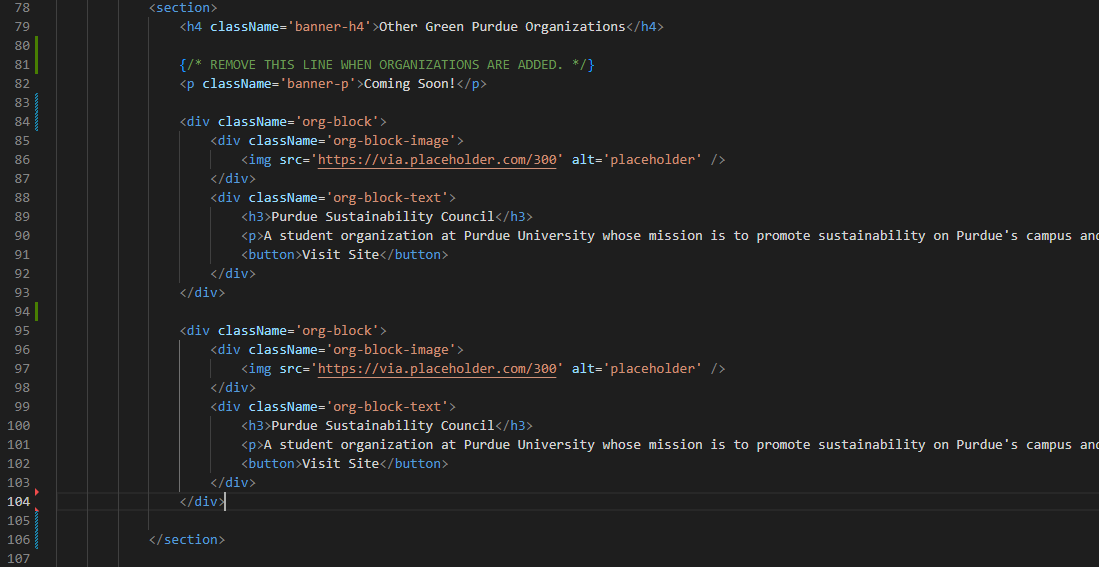 78 <section>
79 <h4 className='banner-h4'>Other Green Purdue Organizations</h4>
80
81 {/* REMOVE THIS LINE WHEN ORGANIZATIONS ARE ADDED. */}
82 <p className='banner-p'>Coming Soon!</p>
83
84 <div className='org-block'>
85 <div className='org-block-image'>
86 <img src='https://via.placeholder.com/300' alt='placeholder' />
87 </div>
88 <div className='org-block-text'>
89 <h3>Purdue Sustainability Council</h3>
90 <p>A student organization at Purdue University whose mission is to promote sustainability on Purdue's campus and
91 <button>Visit Site</button>
92 </div>
93 </div>
94
95 <div className='org-block'>
96 <div className='org-block-image'>
97 <img src='https://via.placeholder.com/300' alt='placeholder' />
98 </div>
99 <div className='org-block-text'>
100 <h3>Purdue Sustainability Council</h3>
101 <p>A student organization at Purdue University whose mission is to promote sustainability on Purdue's campus and
102 <button>Visit Site</button>
103 </div>
104 </div>
105
106 </section>
107